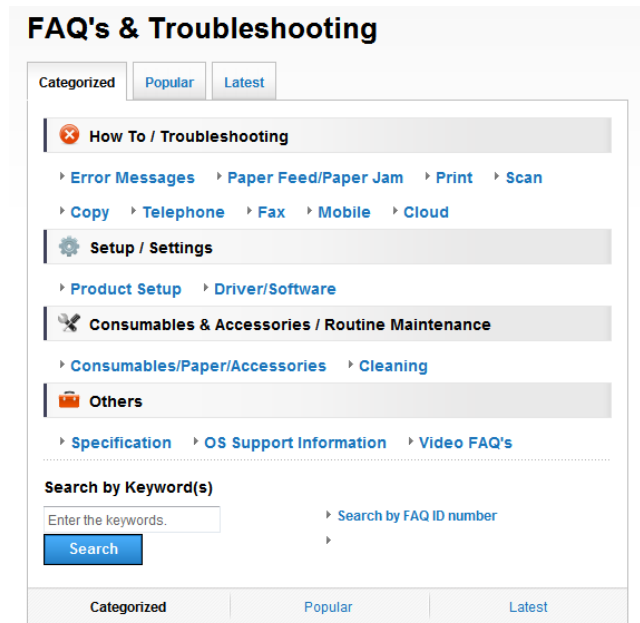 FAQ's & Troubleshooting
Categorized Popular Latest
How To / Troubleshooting
Error Messages Paper Feed/Paper Jam Print Scan
Copy Telephone Fax Mobile Cloud
Setup / Settings
Product Setup Driver/Software
Consumables & Accessories / Routine Maintenance
Consumables/Paper/Accessories Cleaning
Others
Specification OS Support Information Video FAQ's
Search by Keyword(s)
Enter the keywords. Search by FAQ ID number
Search
Categorized Popular Latest